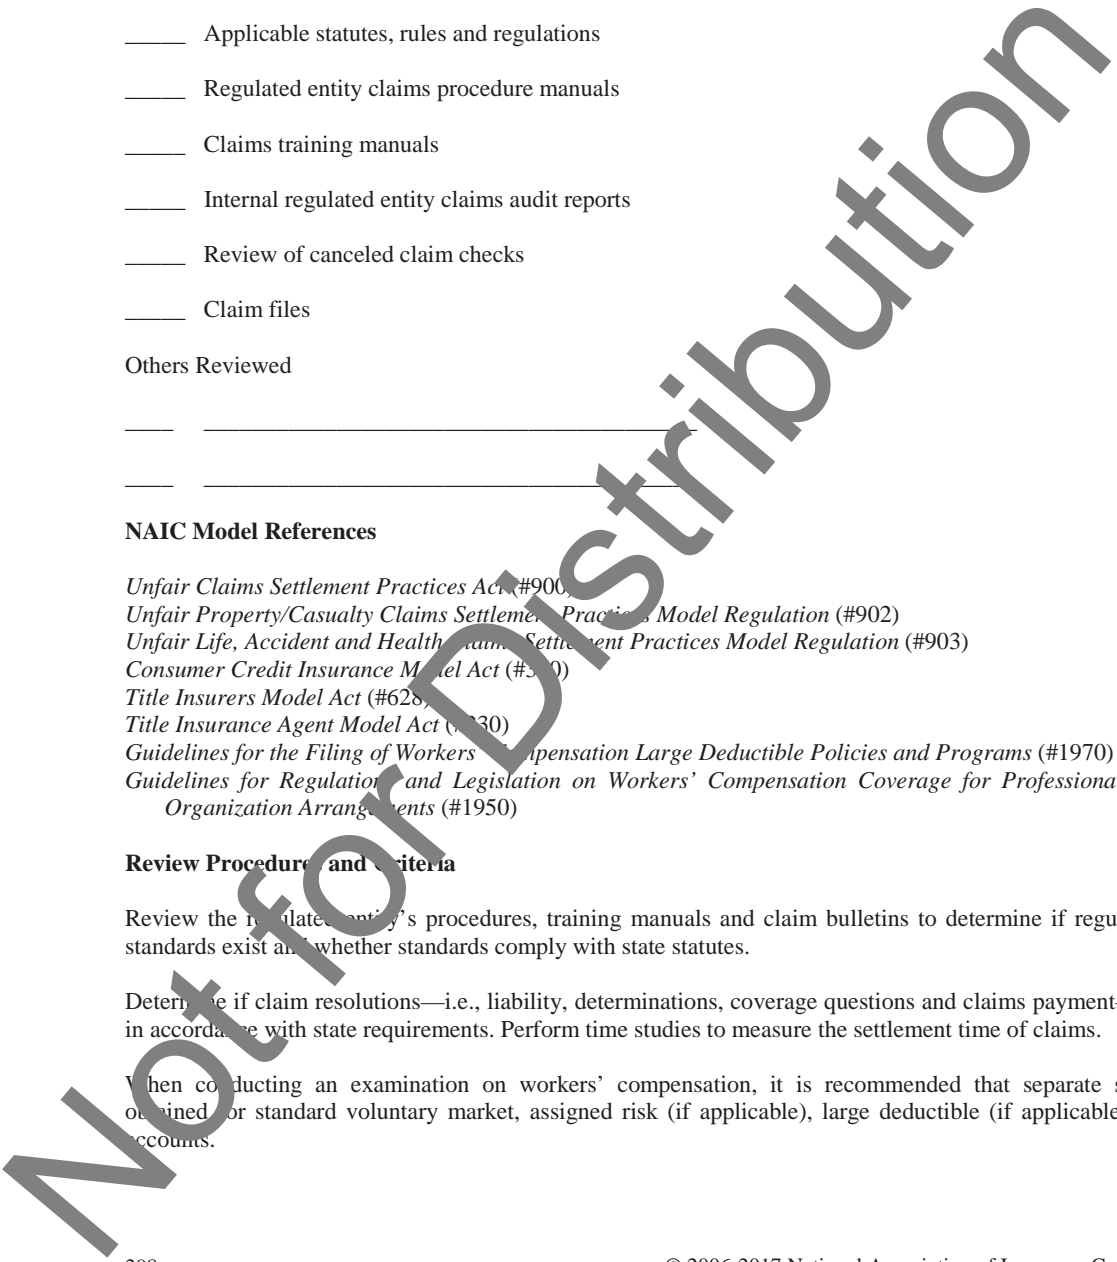 _____ Applicable statutes, rules and regulations
_____ Regulated entity claims procedure manuals
_____ Claims training manuals
_____ Internal regulated entity claims audit reports
_____ Review of canceled claim checks
_____ Claim files
Others Reviewed
____ _________________________________________
____ _________________________________________
NAIC Model References
Unfair Claims Settlement Practices Act (#900)
Unfair Property/Casualty Claims Settlement Practices Model Regulation (#902)
Unfair Life, Accident and Health Claims Settlement Practices Model Regulation (#903)
Consumer Credit Insurance Model Act
Title Insurers Model Act (#628)
Title Insurance Agent Model Act
Guidelines for the Filing of Workers' Compensation Large Deductible Policies and Programs (#1970)
Guidelines for Regulations and Legislation on Workers' Compensation Coverage for
Organization Arrangements (#1950)
Review Procedures and Criteria
Review the regulated entity's procedures, training manuals and claim bulletins to determine if
standards exist and whether standards comply with state statutes.
Determine if claim resolutions—i.e., liability, determinations, coverage questions and claims payment
in accordance with state requirements. Perform time studies to measure the settlement time of claims.
When conducting an examination on workers' compensation, it is recommended that separate
obtained for standard voluntary market, assigned risk (if applicable), large deductible (if applicable
accounts.
© 2006-2017 National Association of Insurance
Not for Distribution